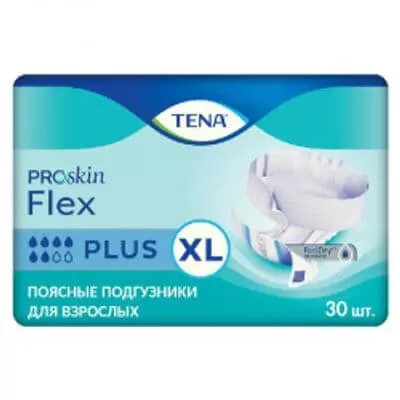 TENA
PROskin
Flex
PLUS XL
FeelDry
ПОЯСНЫЕ ПОДГУЗНИКИ
ДЛЯ ВЗРОСЛЫХ
30 шт.